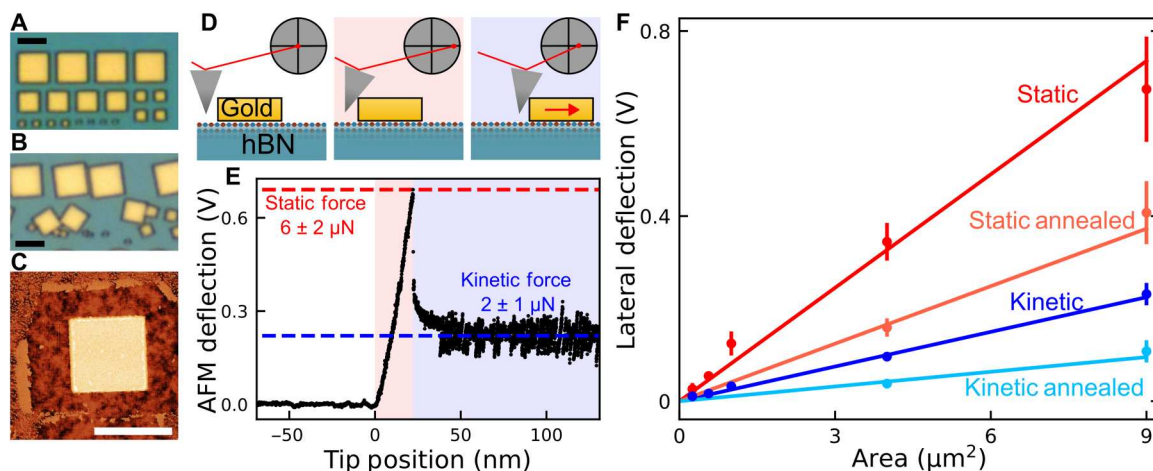 A
B
C
D
Gold
hBN
E
AFM deflection (V)
0.6
0.3
0.0
Static force
6 ± 2 µN
Kinetic force
2 ± 1 µN
−50
0
50
100
Tip position (nm)
F
Lateral deflection (V)
0.8
0.4
0
Static
Static annealed
Kinetic
Kinetic annealed
0
3
6
9
Area (µm²)